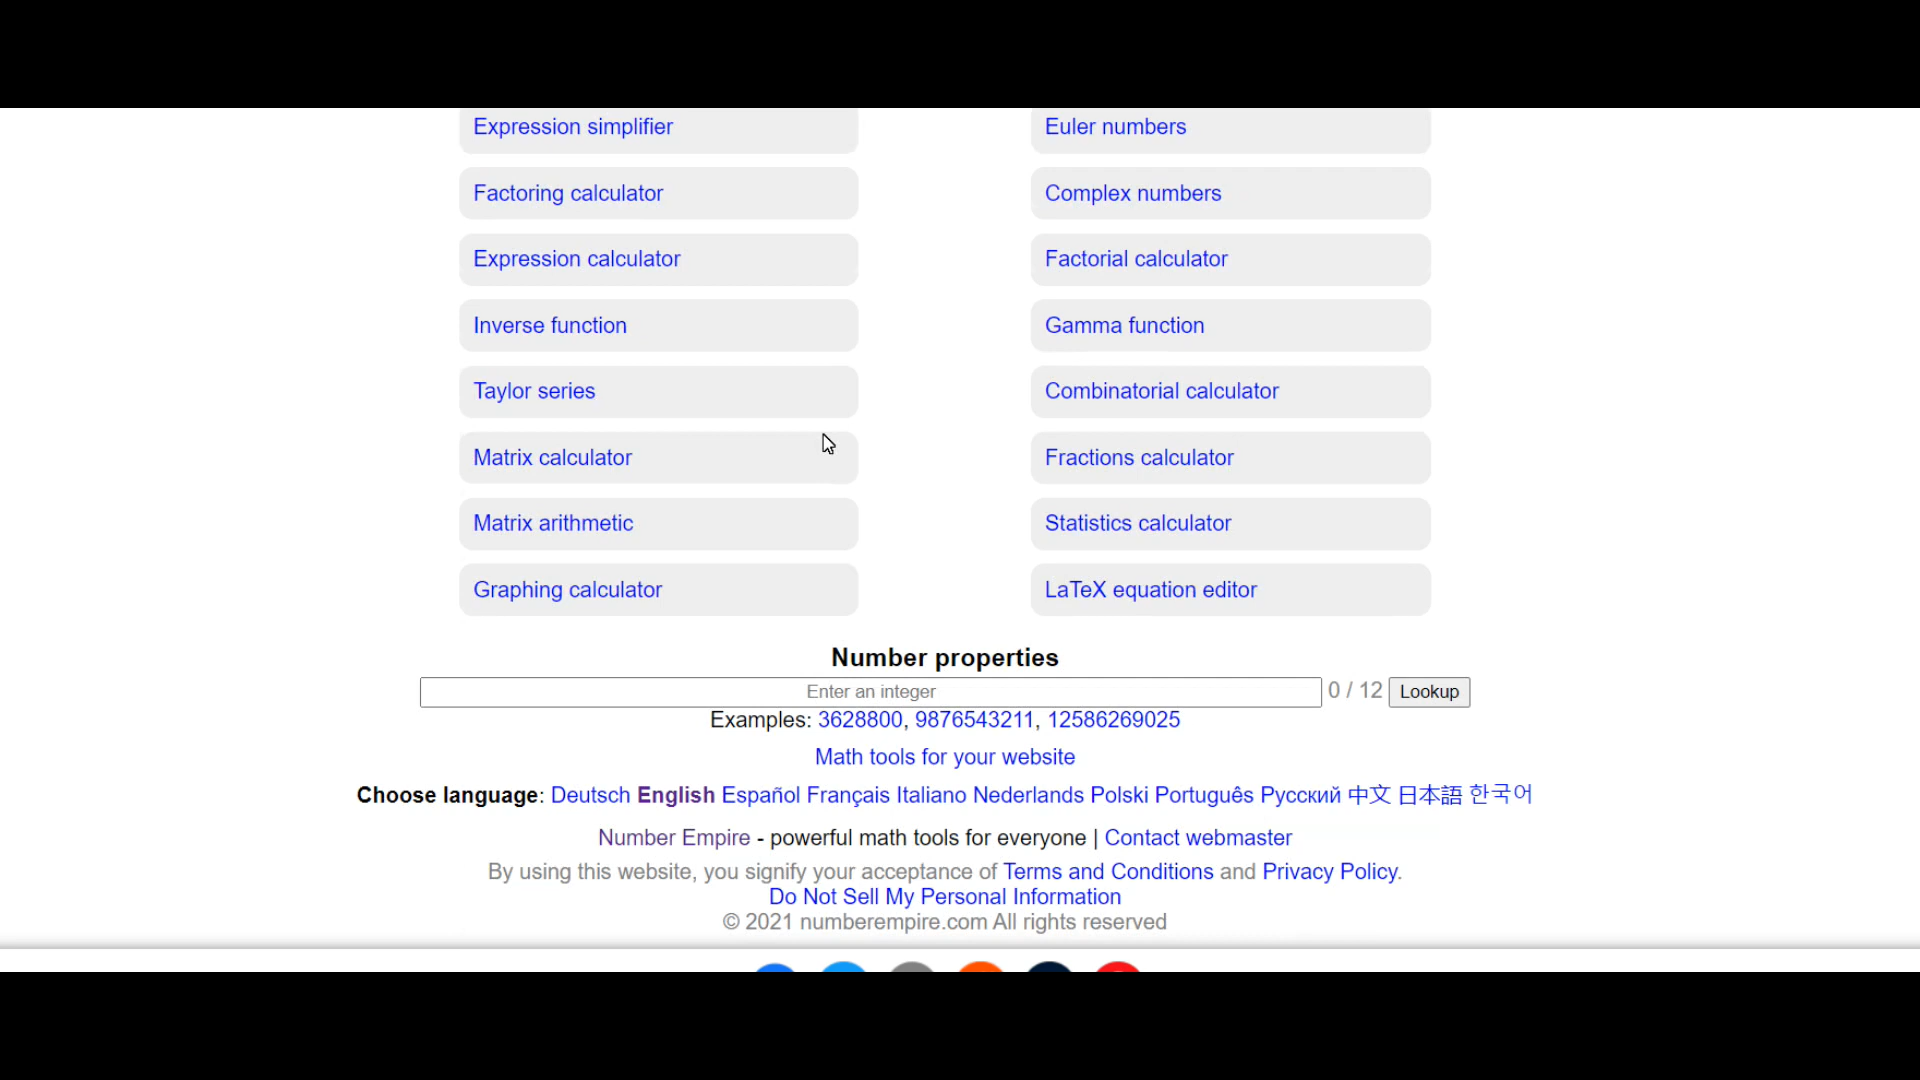 Expression simplifier
Euler numbers
Factoring calculator
Complex numbers
Expression calculator
Factorial calculator
Inverse function
Gamma function
Taylor series
Combinatorial calculator
Matrix calculator
Fractions calculator
Matrix arithmetic
Statistics calculator
Graphing calculator
LaTeX equation editor
Number properties
Enter an integer 0 / 12 Lookup
Examples: 3628800, 9876543211, 12586269025
Math tools for your website
Choose language: Deutsch English Español Français Italiano Nederlands Polski Português Русский 中文 日本語 한국어
Number Empire - powerful math tools for everyone | Contact webmaster
By using this website, you signify your acceptance of Terms and Conditions and Privacy Policy.
Do Not Sell My Personal Information
© 2021 numberempire.com All rights reserved